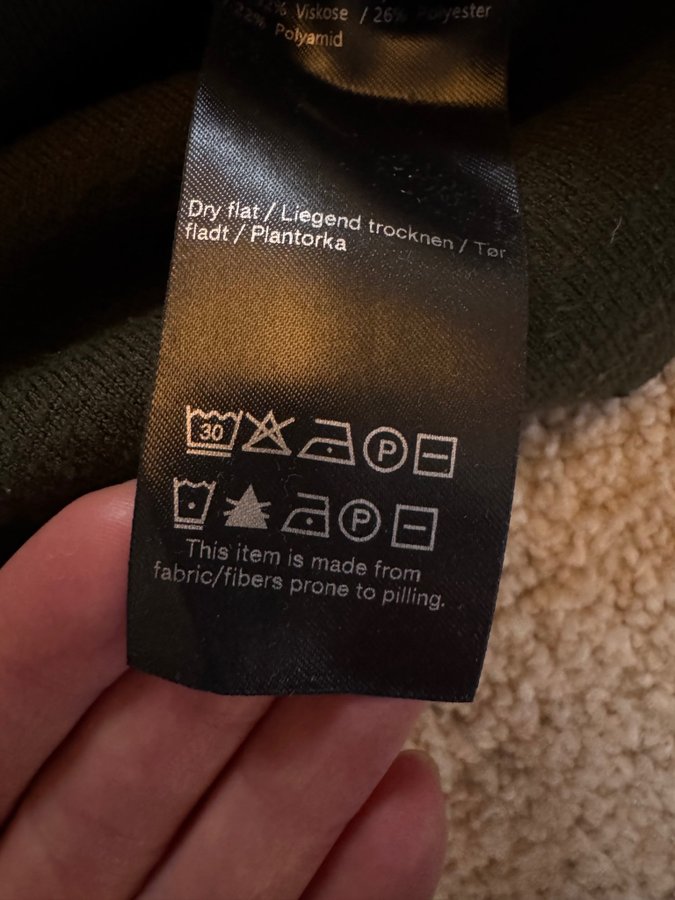 % Viskose / 26% Polyester
22% Polyamid
Dry flat / Liegend trocknen / Tør
fladt / Plantorka
30 P
P
This item is made from
fabric/fibers prone to pilling.